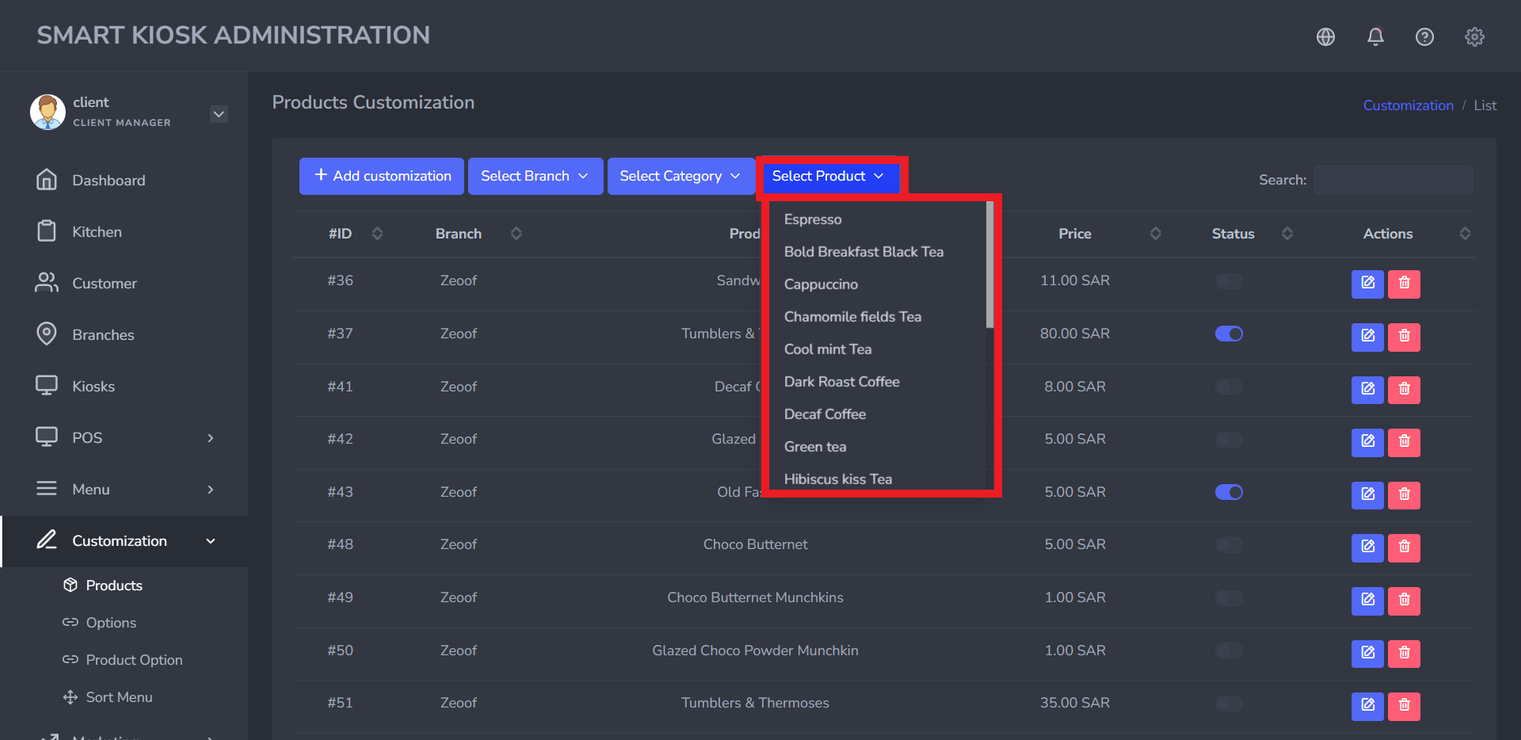 SMART KIOSK ADMINISTRATION
client
CLIENT MANAGER
Dashboard
Kitchen
Customer
Branches
Kiosks
POS
Menu
Customization
Products
Options
Product Option
Sort Menu
Products Customization
Customization / List
+ Add customization Select Branch Select Category Select Product
Search:
Espresso
Bold Breakfast Black Tea
Cappuccino
Chamomile fields Tea
Cool mint Tea
Dark Roast Coffee
Decaf Coffee
Green tea
Hibiscus kiss Tea
#ID Branch Prod Price Status Actions
#36 Zeoof Sandw 11.00 SAR
#37 Zeoof Tumblers & 80.00 SAR
#41 Zeoof Decaf 8.00 SAR
#42 Zeoof Glazed 5.00 SAR
#43 Zeoof Old Fas 5.00 SAR
#48 Zeoof Choco Butternet 5.00 SAR
#49 Zeoof Choco Butternet Munchkins 1.00 SAR
#50 Zeoof Glazed Choco Powder Munchkin 1.00 SAR
#51 Zeoof Tumblers & Thermoses 35.00 SAR